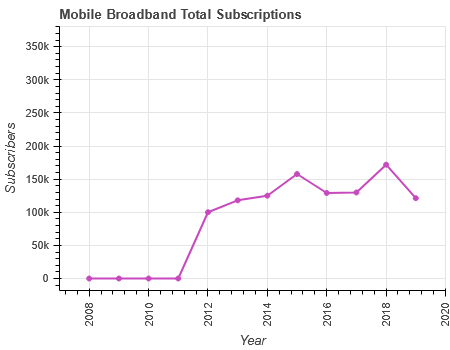 Mobile Broadband Total Subscriptions
350k
300k
250k
200k
150k
100k
50k
0
Subscribers
2008
2010
2012
2014
2016
2018
2020
Year